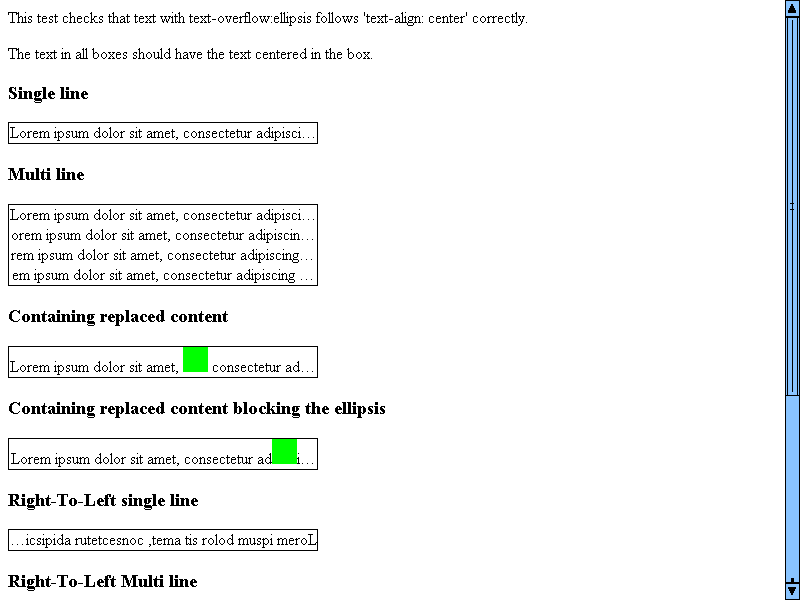 This test checks that text with text-overflow:ellipsis follows 'text-align: center' correctly.
The text in all boxes should have the text centered in the box.
Single line
Lorem ipsum dolor sit amet, consectetur adipisci…
Multi line
Lorem ipsum dolor sit amet, consectetur adipisci…
orem ipsum dolor sit amet, consectetur adipiscin…
rem ipsum dolor sit amet, consectetur adipiscing…
em ipsum dolor sit amet, consectetur adipiscing …
Containing replaced content
Lorem ipsum dolor sit amet, consectetur ad…
Containing replaced content blocking the ellipsis
Lorem ipsum dolor sit amet, consectetur ad i…
Right-To-Left single line
…icsipida rutetcesnoc ,tema tis rolod muspi meroL
Right-To-Left Multi line